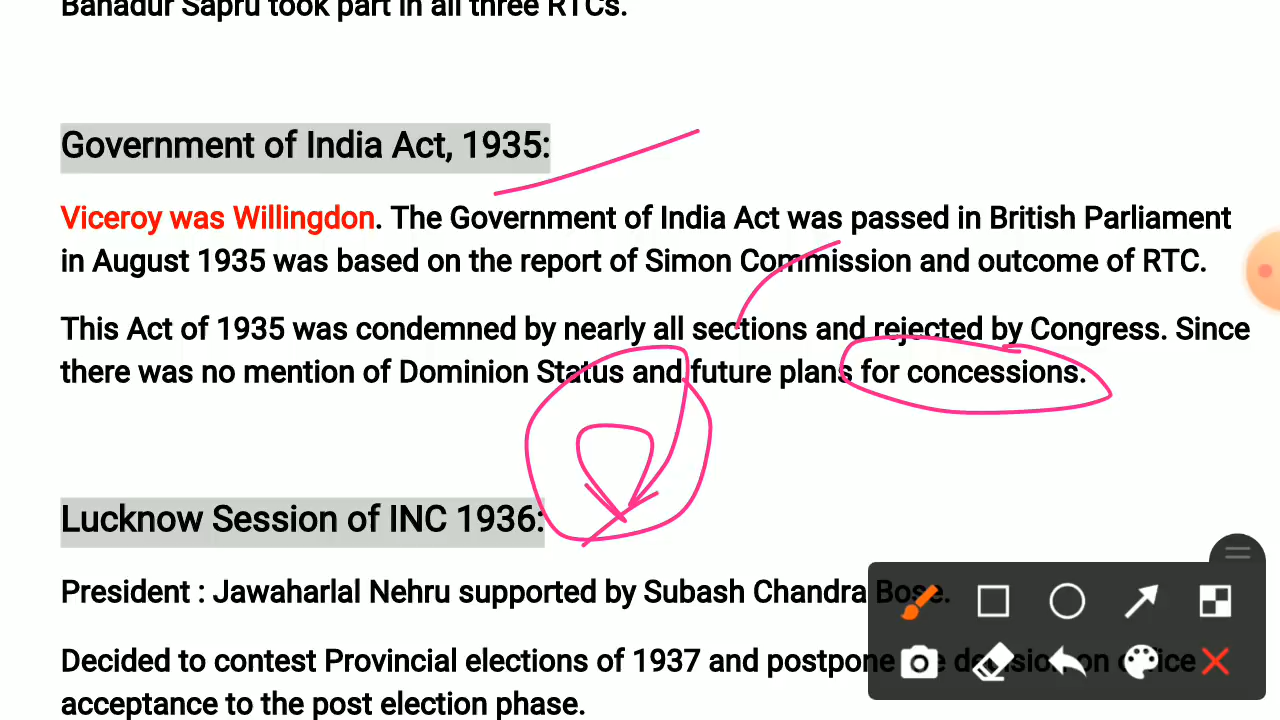 Bahadur Sapru took part in all three RTCs.
Government of India Act, 1935:
Viceroy was Willingdon. The Government of India Act was passed in British Parliament
in August 1935 was based on the report of Simon Commission and outcome of RTC.
This Act of 1935 was condemned by nearly all sections and rejected by Congress. Since
there was no mention of Dominion Status and future plans for concessions.
Lucknow Session of INC 1936:
President : Jawaharlal Nehru supported by Subash Chandra Bose.
Decided to contest Provincial elections of 1937 and postpone the decision on office
acceptance to the post election phase.